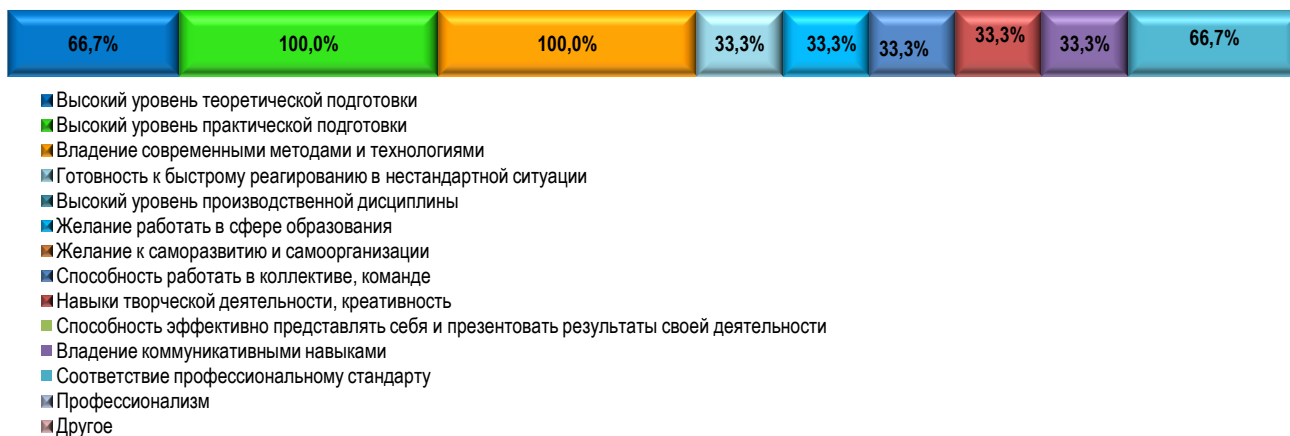 66,7% 100,0% 100,0% 33,3% 33,3% 33,3% 33,3% 33,3% 66,7%
Высокий уровень теоретической подготовки
Высокий уровень практической подготовки
Владение современными методами и технологиями
Готовность к быстрому реагированию в нестандартной ситуации
Высокий уровень производственной дисциплины
Желание работать в сфере образования
Желание к саморазвитию и самоорганизации
Способность работать в коллективе, команде
Навыки творческой деятельности, креативность
Способность эффективно представлять себя и презентовать результаты своей деятельности
Владение коммуникативными навыками
Соответствие профессиональному стандарту
Профессионализм
Другое